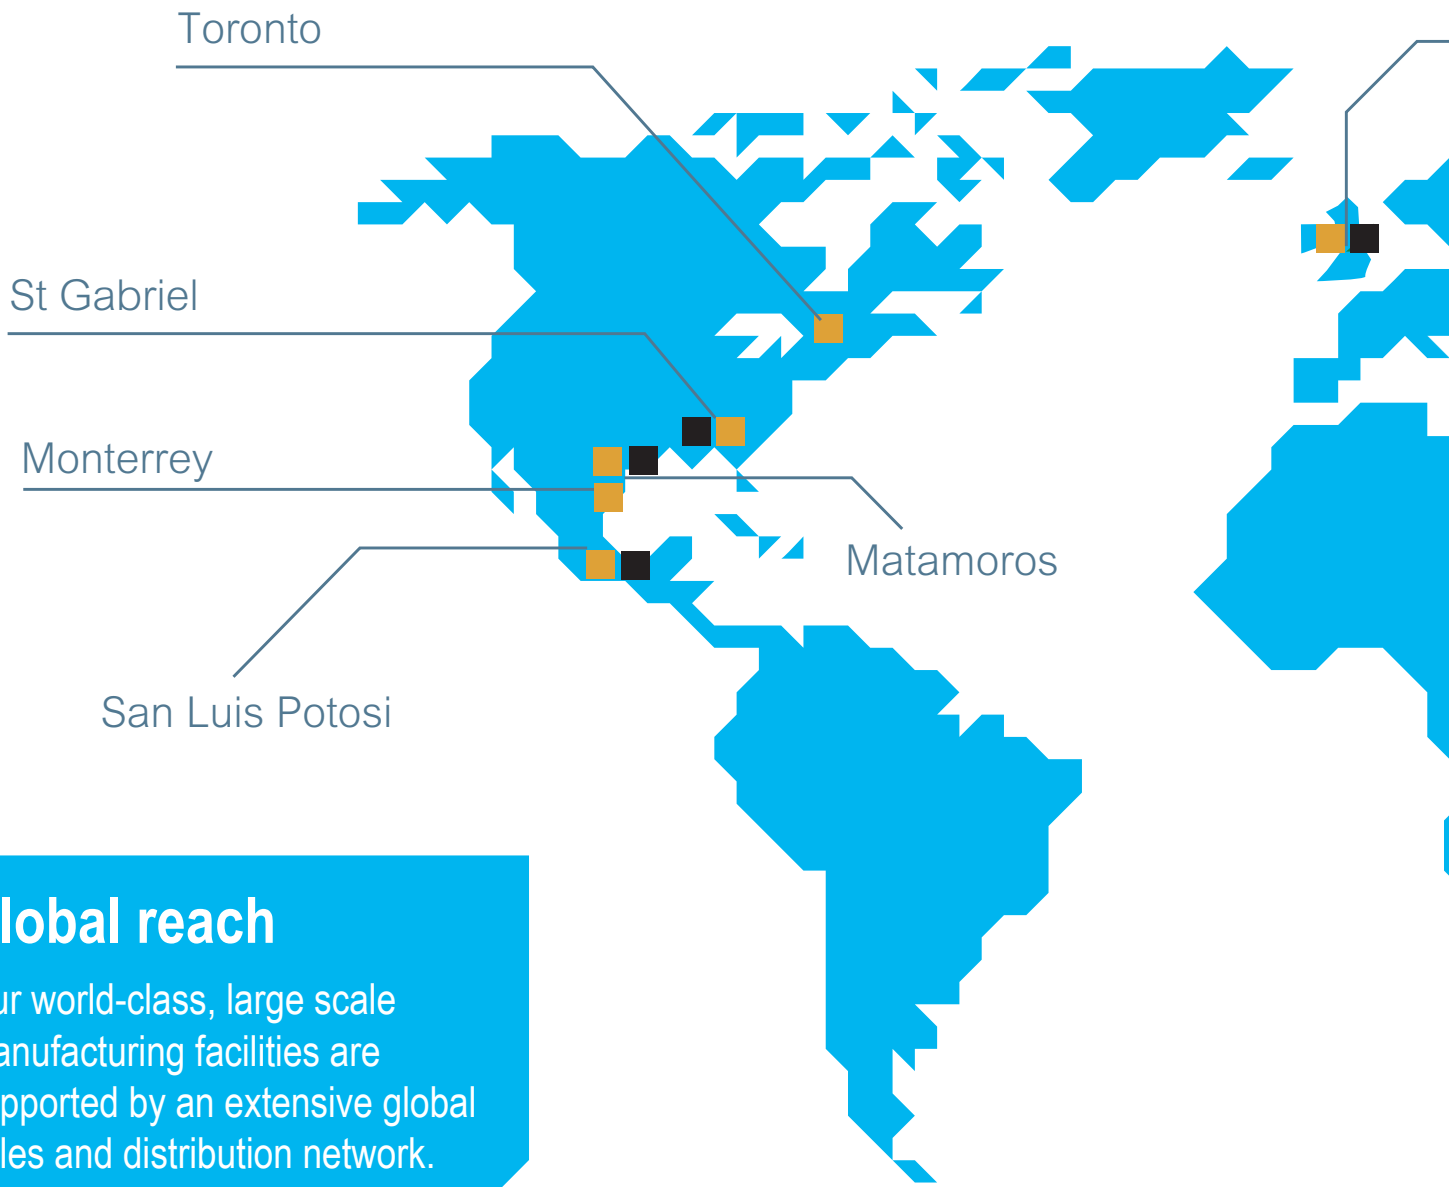 Toronto
St Gabriel
Monterrey
Matamoros
San Luis Potosi
lobal reach
ur world-class, large scale
anufacturing facilities are
pported by an extensive global
les and distribution network.